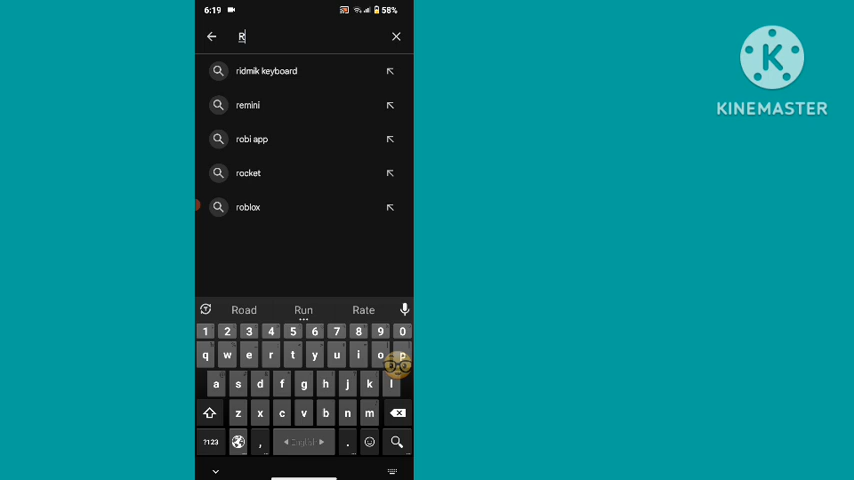 6:19 58%
R
ridmik keyboard
remini
robi app
rocket
roblox
Road Run Rate
1 2 3 4 5 6 7 8 9 0
q w e r t y u i o p
a s d f g h j k l
z x c v b n m
?123 , English .
K
KINEMASTER